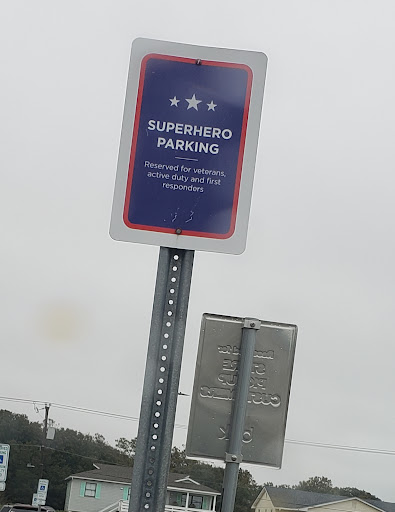 SUPERHERO
PARKING
Reserved for veterans,
active duty and first
responders